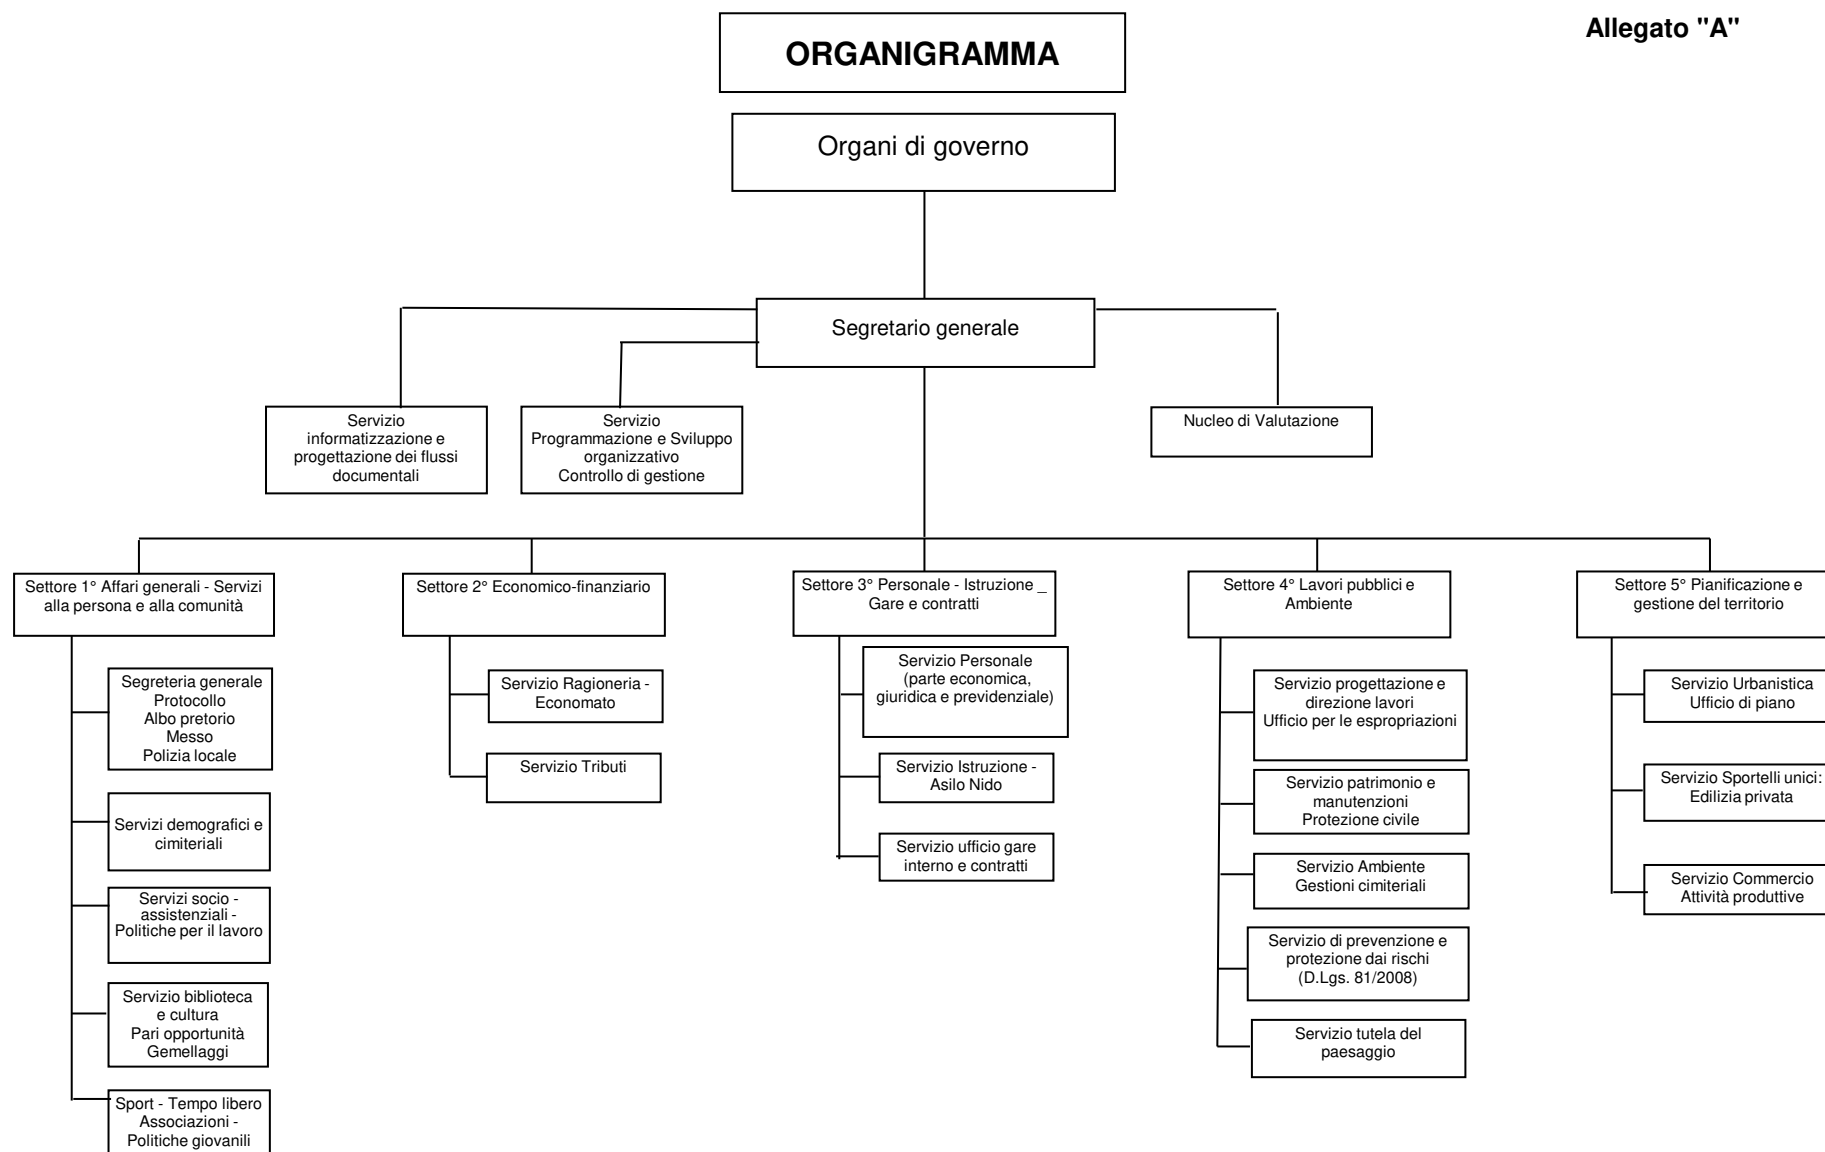 Allegato "A"
ORGANIGRAMMA
Organi di governo
Segretario generale
Servizio
informatizzazione e
progettazione dei flussi
documentali
Servizio
Programmazione e Sviluppo
organizzativo
Controllo di gestione
Nucleo di Valutazione
Settore 1° Affari generali - Servizi
alla persona e alla comunità
Settore 2° Economico-finanziario
Settore 3° Personale - Istruzione _
Gare e contratti
Settore 4° Lavori pubblici e
Ambiente
Settore 5° Pianificazione e
gestione del territorio
Segreteria generale
Protocollo
Albo pretorio
Messo
Polizia locale
Servizi demografici e
cimiteriali
Servizi socio -
assistenziali -
Politiche per il lavoro
Servizio biblioteca
e cultura
Pari opportunità
Gemellaggi
Sport - Tempo libero
Associazioni -
Politiche giovanili
Servizio Ragioneria -
Economato
Servizio Tributi
Servizio Personale
(parte economica,
giuridica e previdenziale)
Servizio Istruzione -
Asilo Nido
Servizio ufficio gare
interno e contratti
Servizio progettazione e
direzione lavori
Ufficio per le espropriazioni
Servizio patrimonio e
manutenzioni
Protezione civile
Servizio Ambiente
Gestioni cimiteriali
Servizio di prevenzione e
protezione dai rischi
(D.Lgs. 81/2008)
Servizio tutela del
paesaggio
Servizio Urbanistica
Ufficio di piano
Servizio Sportelli unici:
Edilizia privata
Servizio Commercio
Attività produttive